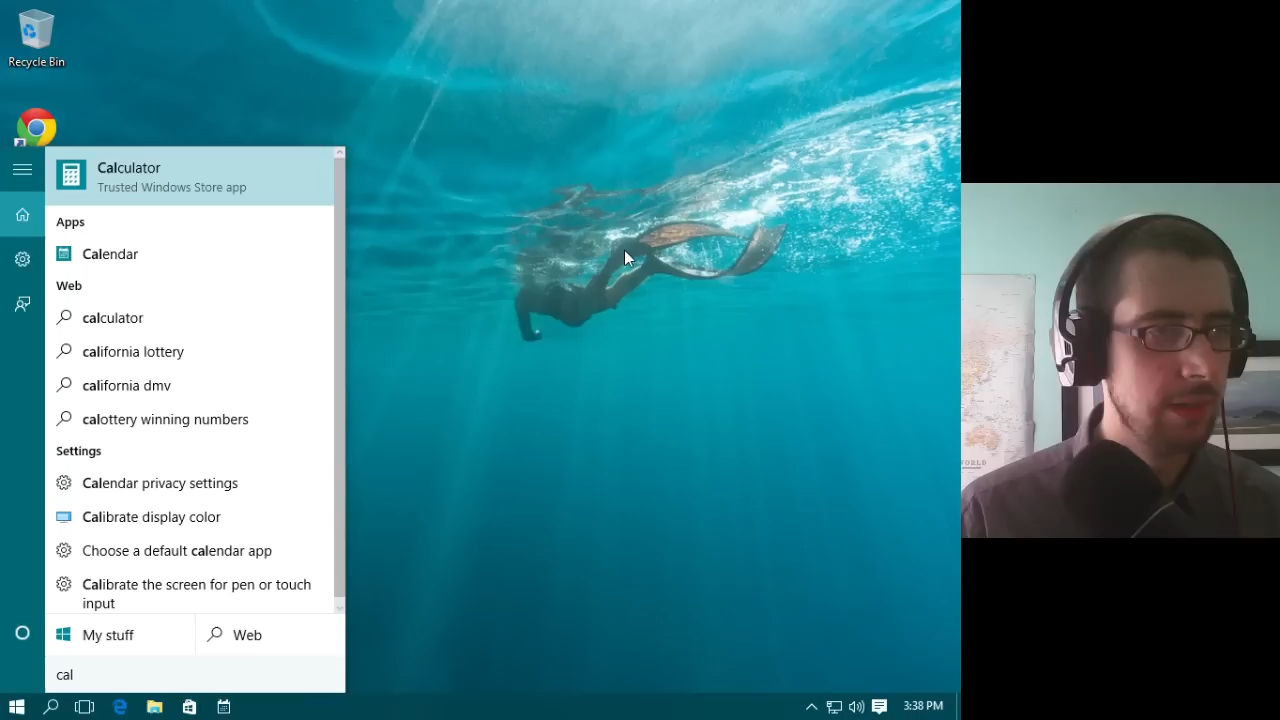 Recycle Bin
Calculator
Trusted Windows Store app
Apps
Calendar
Web
calculator
california lottery
california dmv
calottery winning numbers
Settings
Calendar privacy settings
Calibrate display color
Choose a default calendar app
Calibrate the screen for pen or touch
input
My stuff
Web
cal
3:38 PM
WORLD